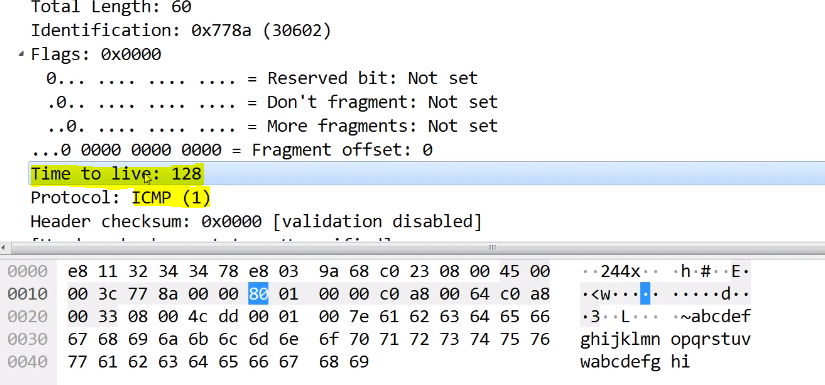 Total Length: 60
Identification: 0x778a (30602)
Flags: 0x0000
0... .... .... .... = Reserved bit: Not set
.0.. .... .... .... = Don't fragment: Not set
..0. .... .... .... = More fragments: Not set
...0 0000 0000 0000 = Fragment offset: 0
Time to live: 128
Protocol: ICMP (1)
Header checksum: 0x0000 [validation disabled]
0000 e8 11 32 34 34 78 e8 03 9a 68 c0 23 08 00 45 00 ··244x·· ·h·#··E·
0010 00 3c 77 8a 00 00 80 01 00 00 c0 a8 00 64 c0 a8 ·<w····· ·····d··
0020 00 33 08 00 4c dd 00 01 00 7e 61 62 63 64 65 66 ·3··L··· ·~abcdef
0030 67 68 69 6a 6b 6c 6d 6e 6f 70 71 72 73 74 75 76 ghijklmn opqrstuv
0040 77 61 62 63 64 65 66 67 68 69 wabcdefg hi